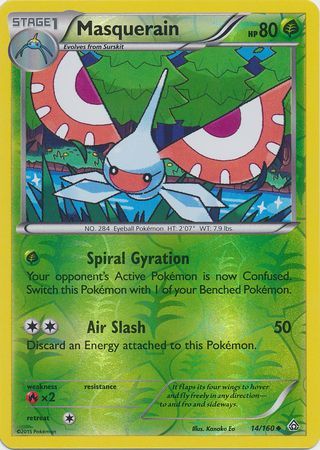 STAGE1
Masquerain
HP80
Evolves from Surskit
NO. 284 Eyeball Pokémon HT: 2'07" WT: 7.9 lbs.
Spiral Gyration
Your opponent's Active Pokémon is now Confused.
Switch this Pokémon with 1 of your Benched Pokémon.
Air Slash 50
Discard an Energy attached to this Pokémon.
weakness resistance
×2
retreat
It flaps its four wings to hover
and fly freely in any direction—
to and fro and sideways.
©2015 Pokémon
Illus. Kanako Eo
14/160